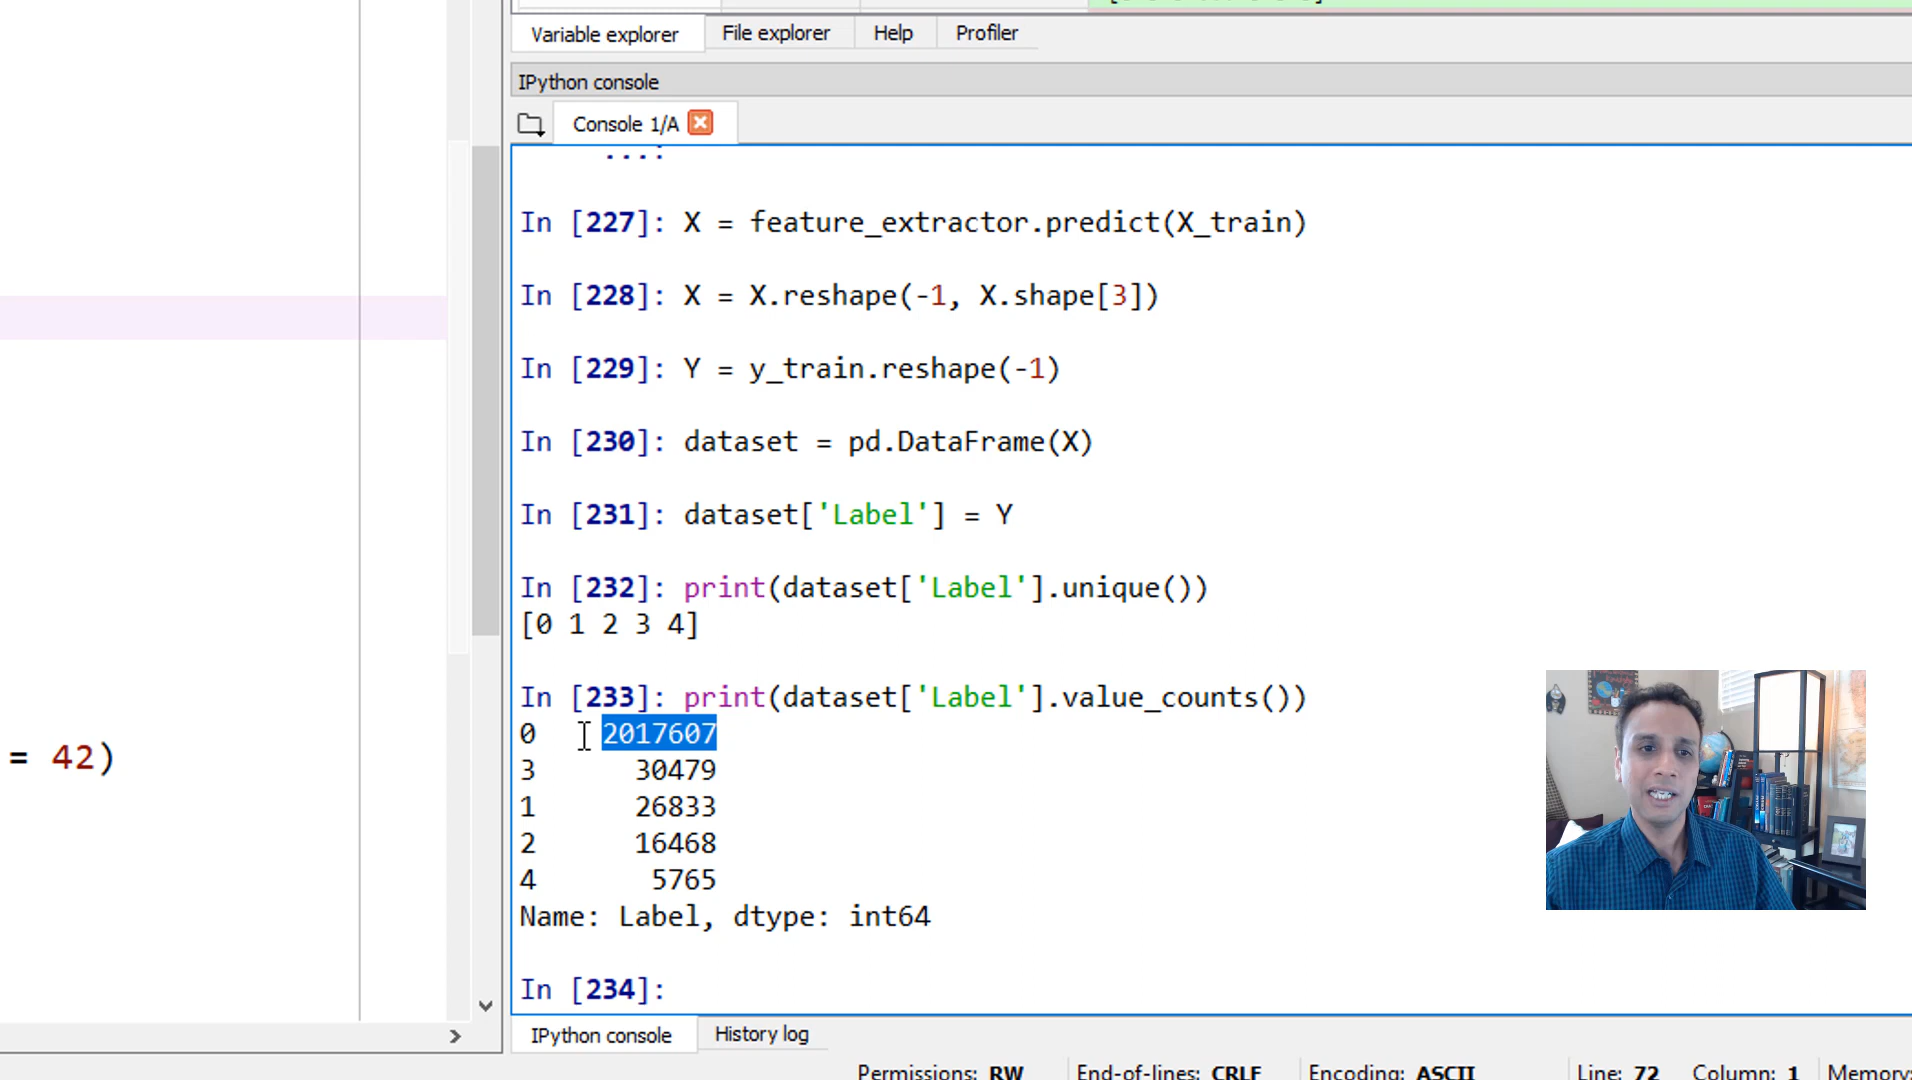 Variable explorer
File explorer
Help
Profiler
IPython console
Console 1/A
...:
In [227]: X = feature_extractor.predict(X_train)
In [228]: X = X.reshape(-1, X.shape[3])
In [229]: Y = y_train.reshape(-1)
In [230]: dataset = pd.DataFrame(X)
In [231]: dataset['Label'] = Y
In [232]: print(dataset['Label'].unique())
[0 1 2 3 4]
In [233]: print(dataset['Label'].value_counts())
0 2017607
3 30479
1 26833
2 16468
4 5765
Name: Label, dtype: int64
In [234]:
= 42)
IPython console
History log
Permissions: RW
End-of-lines: CRLF
Encoding: ASCII
Line: 72
Column: 1
Memory: